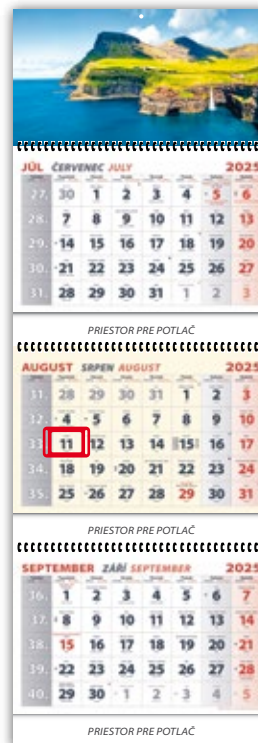 JÚL ČERVENEC JULY 2025
27. 30 1 2 3 4 5 6
28. 7 8 9 10 11 12 13
29. 14 15 16 17 18 19 20
30. 21 22 23 24 25 26 27
31. 28 29 30 31 1 2 3
PRIESTOR PRE POTLAČ
AUGUST SRPEN AUGUST 2025
31. 28 29 30 31 1 2 3
32. 4 5 6 7 8 9 10
33. 11 12 13 14 15 16 17
34. 18 19 20 21 22 23 24
35. 25 26 27 28 29 30 31
PRIESTOR PRE POTLAČ
SEPTEMBER ZÁŘÍ SEPTEMBER 2025
36. 1 2 3 4 5 6 7
37. 8 9 10 11 12 13 14
38. 15 16 17 18 19 20 21
39. 22 23 24 25 26 27 28
40. 29 30 1 2 3 4 5
PRIESTOR PRE POTLAČ